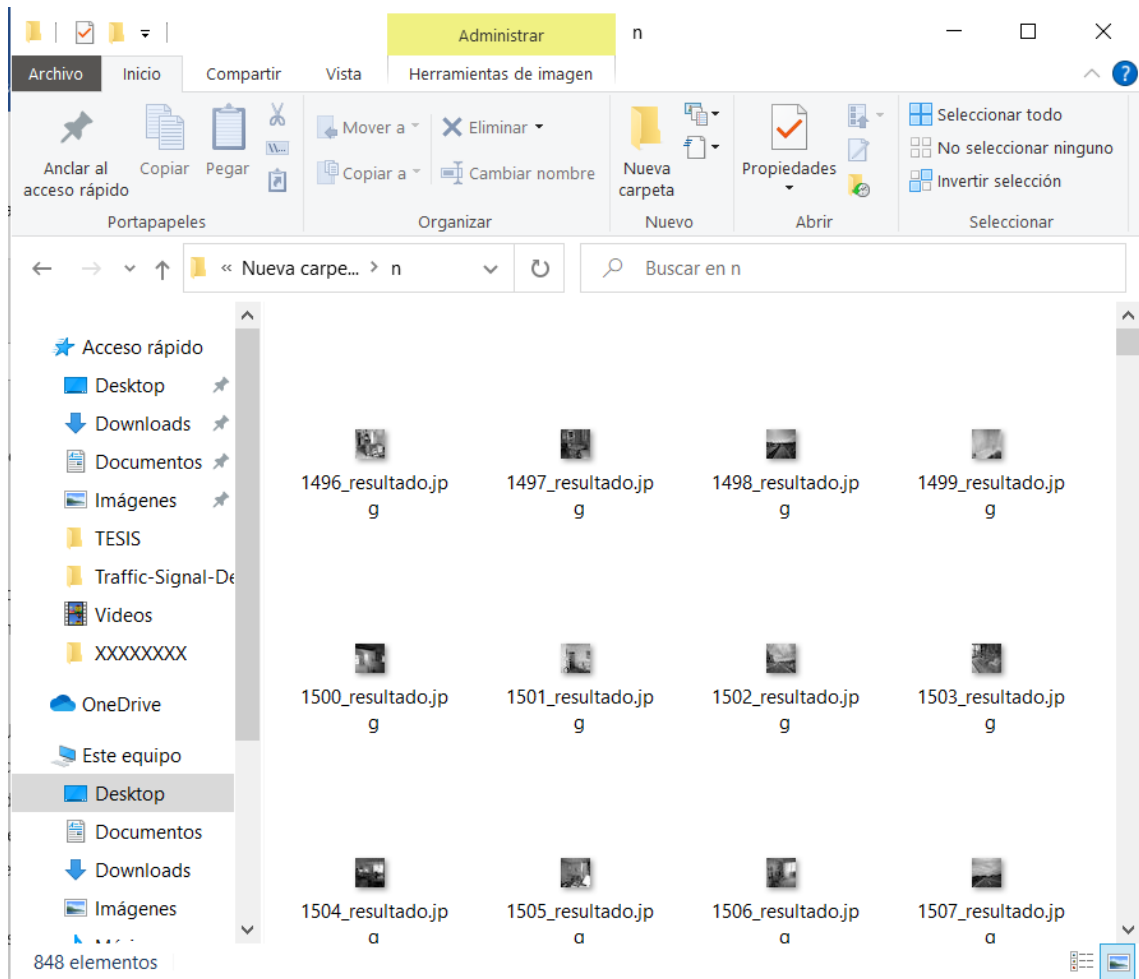 Administrar
n
Archivo
Inicio
Compartir
Vista
Herramientas de imagen
?
Anclar al
acceso rápido
Copiar
Pegar
Portapapeles
Mover a
Copiar a
Eliminar
Cambiar nombre
Organizar
Nueva
carpeta
Nuevo
Propiedades
Abrir
Seleccionar todo
No seleccionar ninguno
Invertir selección
Seleccionar
« Nueva carpe... > n
Buscar en n
Acceso rápido
Desktop
Downloads
Documentos
Imágenes
TESIS
Traffic-Signal-De
Videos
XXXXXXXX
OneDrive
Este equipo
Desktop
Documentos
Downloads
Imágenes
1496_resultado.jp
g
1497_resultado.jp
g
1498_resultado.jp
g
1499_resultado.jp
g
1500_resultado.jp
g
1501_resultado.jp
g
1502_resultado.jp
g
1503_resultado.jp
g
1504_resultado.jp
g
1505_resultado.jp
g
1506_resultado.jp
g
1507_resultado.jp
g
848 elementos